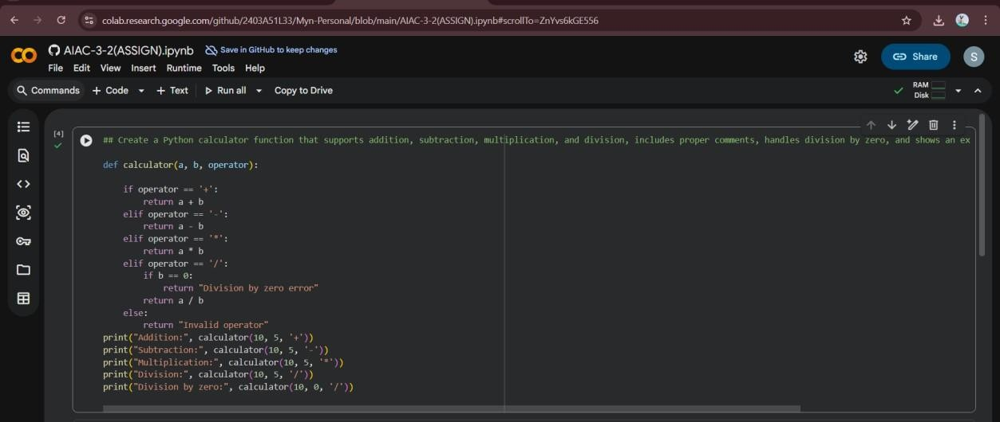 colab.research.google.com/github/2403A51L33/Myn-Personal/blob/main/AIAC-3-2(ASSIGN).ipynb#scrollTo=ZnYvs6kGE556
AIAC-3-2(ASSIGN).ipynb Save in GitHub to keep changes
File Edit View Insert Runtime Tools Help
Share
S
Commands + Code + Text Run all Copy to Drive
RAM
Disk
[4]
## Create a Python calculator function that supports addition, subtraction, multiplication, and division, includes proper comments, handles division by zero, and shows an ex
def calculator(a, b, operator):
    if operator == '+':
        return a + b
    elif operator == '-':
        return a - b
    elif operator == '*':
        return a * b
    elif operator == '/':
        if b == 0:
            return "Division by zero error"
        return a / b
    else:
        return "Invalid operator"
print("Addition:", calculator(10, 5, '+'))
print("Subtraction:", calculator(10, 5, '-'))
print("Multiplication:", calculator(10, 5, '*'))
print("Division:", calculator(10, 5, '/'))
print("Division by zero:", calculator(10, 0, '/'))